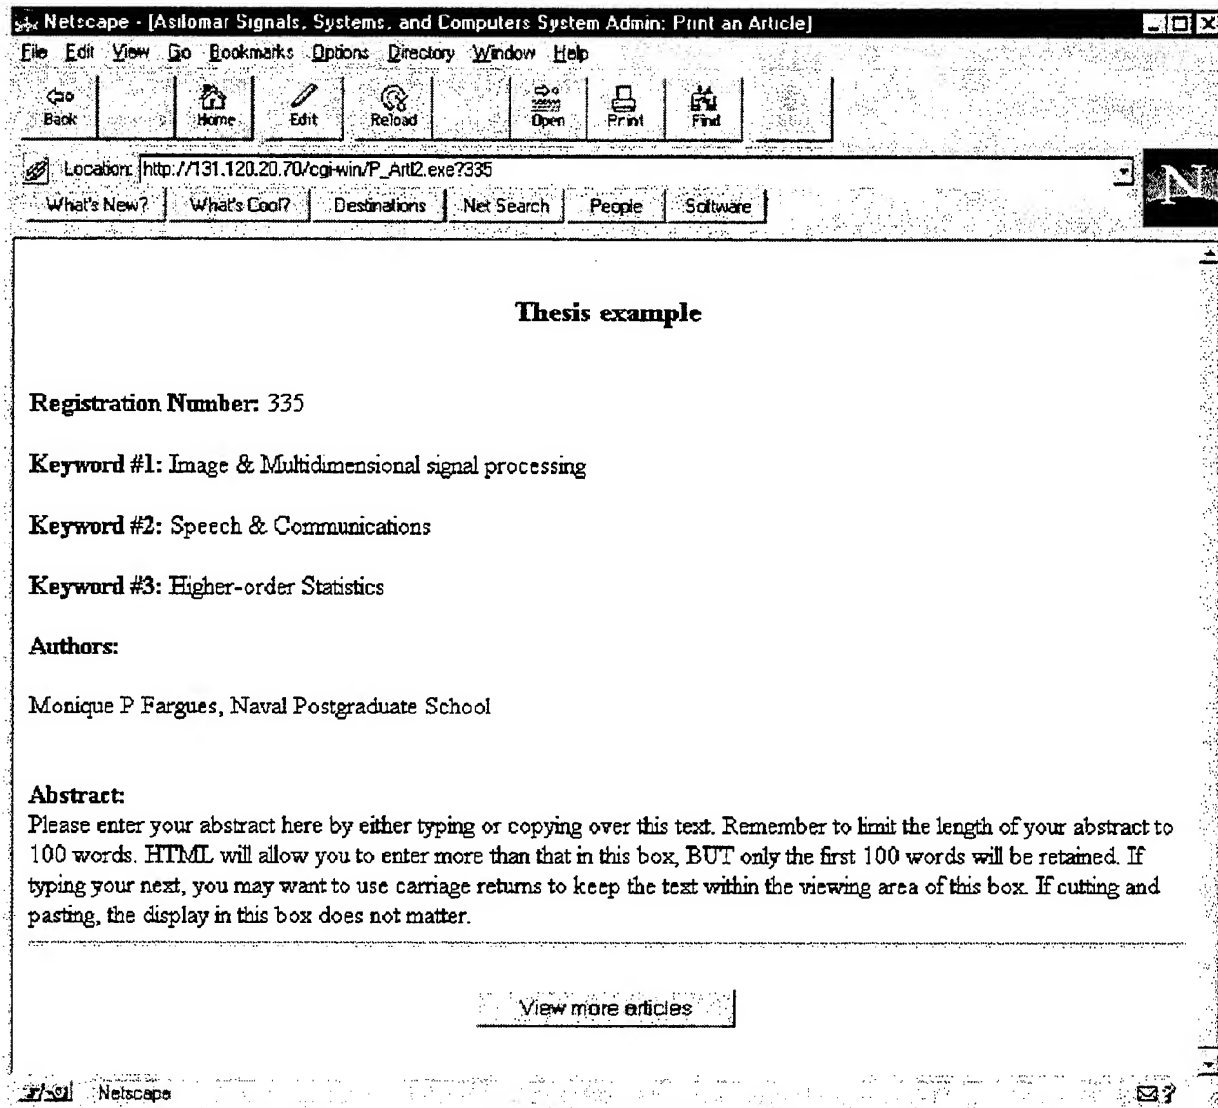 Netscape - [Asilomar Signals, Systems, and Computers System Admin: Print an Article]
File Edit View Go Bookmarks Options Directory Window Help
Back Home Edit Reload Open Print Find
Location: http://131.120.20.70/cgi-win/P_Artl2.exe?335
N
What's New? What's Cool? Destinations Net Search People Software
Thesis example
Registration Number: 335
Keyword #1: Image & Multidimensional signal processing
Keyword #2: Speech & Communications
Keyword #3: Higher-order Statistics
Authors:
Monique P Fargues, Naval Postgraduate School
Abstract:
Please enter your abstract here by either typing or copying over this text. Remember to limit the length of your abstract to
100 words. HTML will allow you to enter more than that in this box, BUT only the first 100 words will be retained. If
typing your next, you may want to use carriage returns to keep the text within the viewing area of this box. If cutting and
pasting, the display in this box does not matter.
View more articles
Netscape